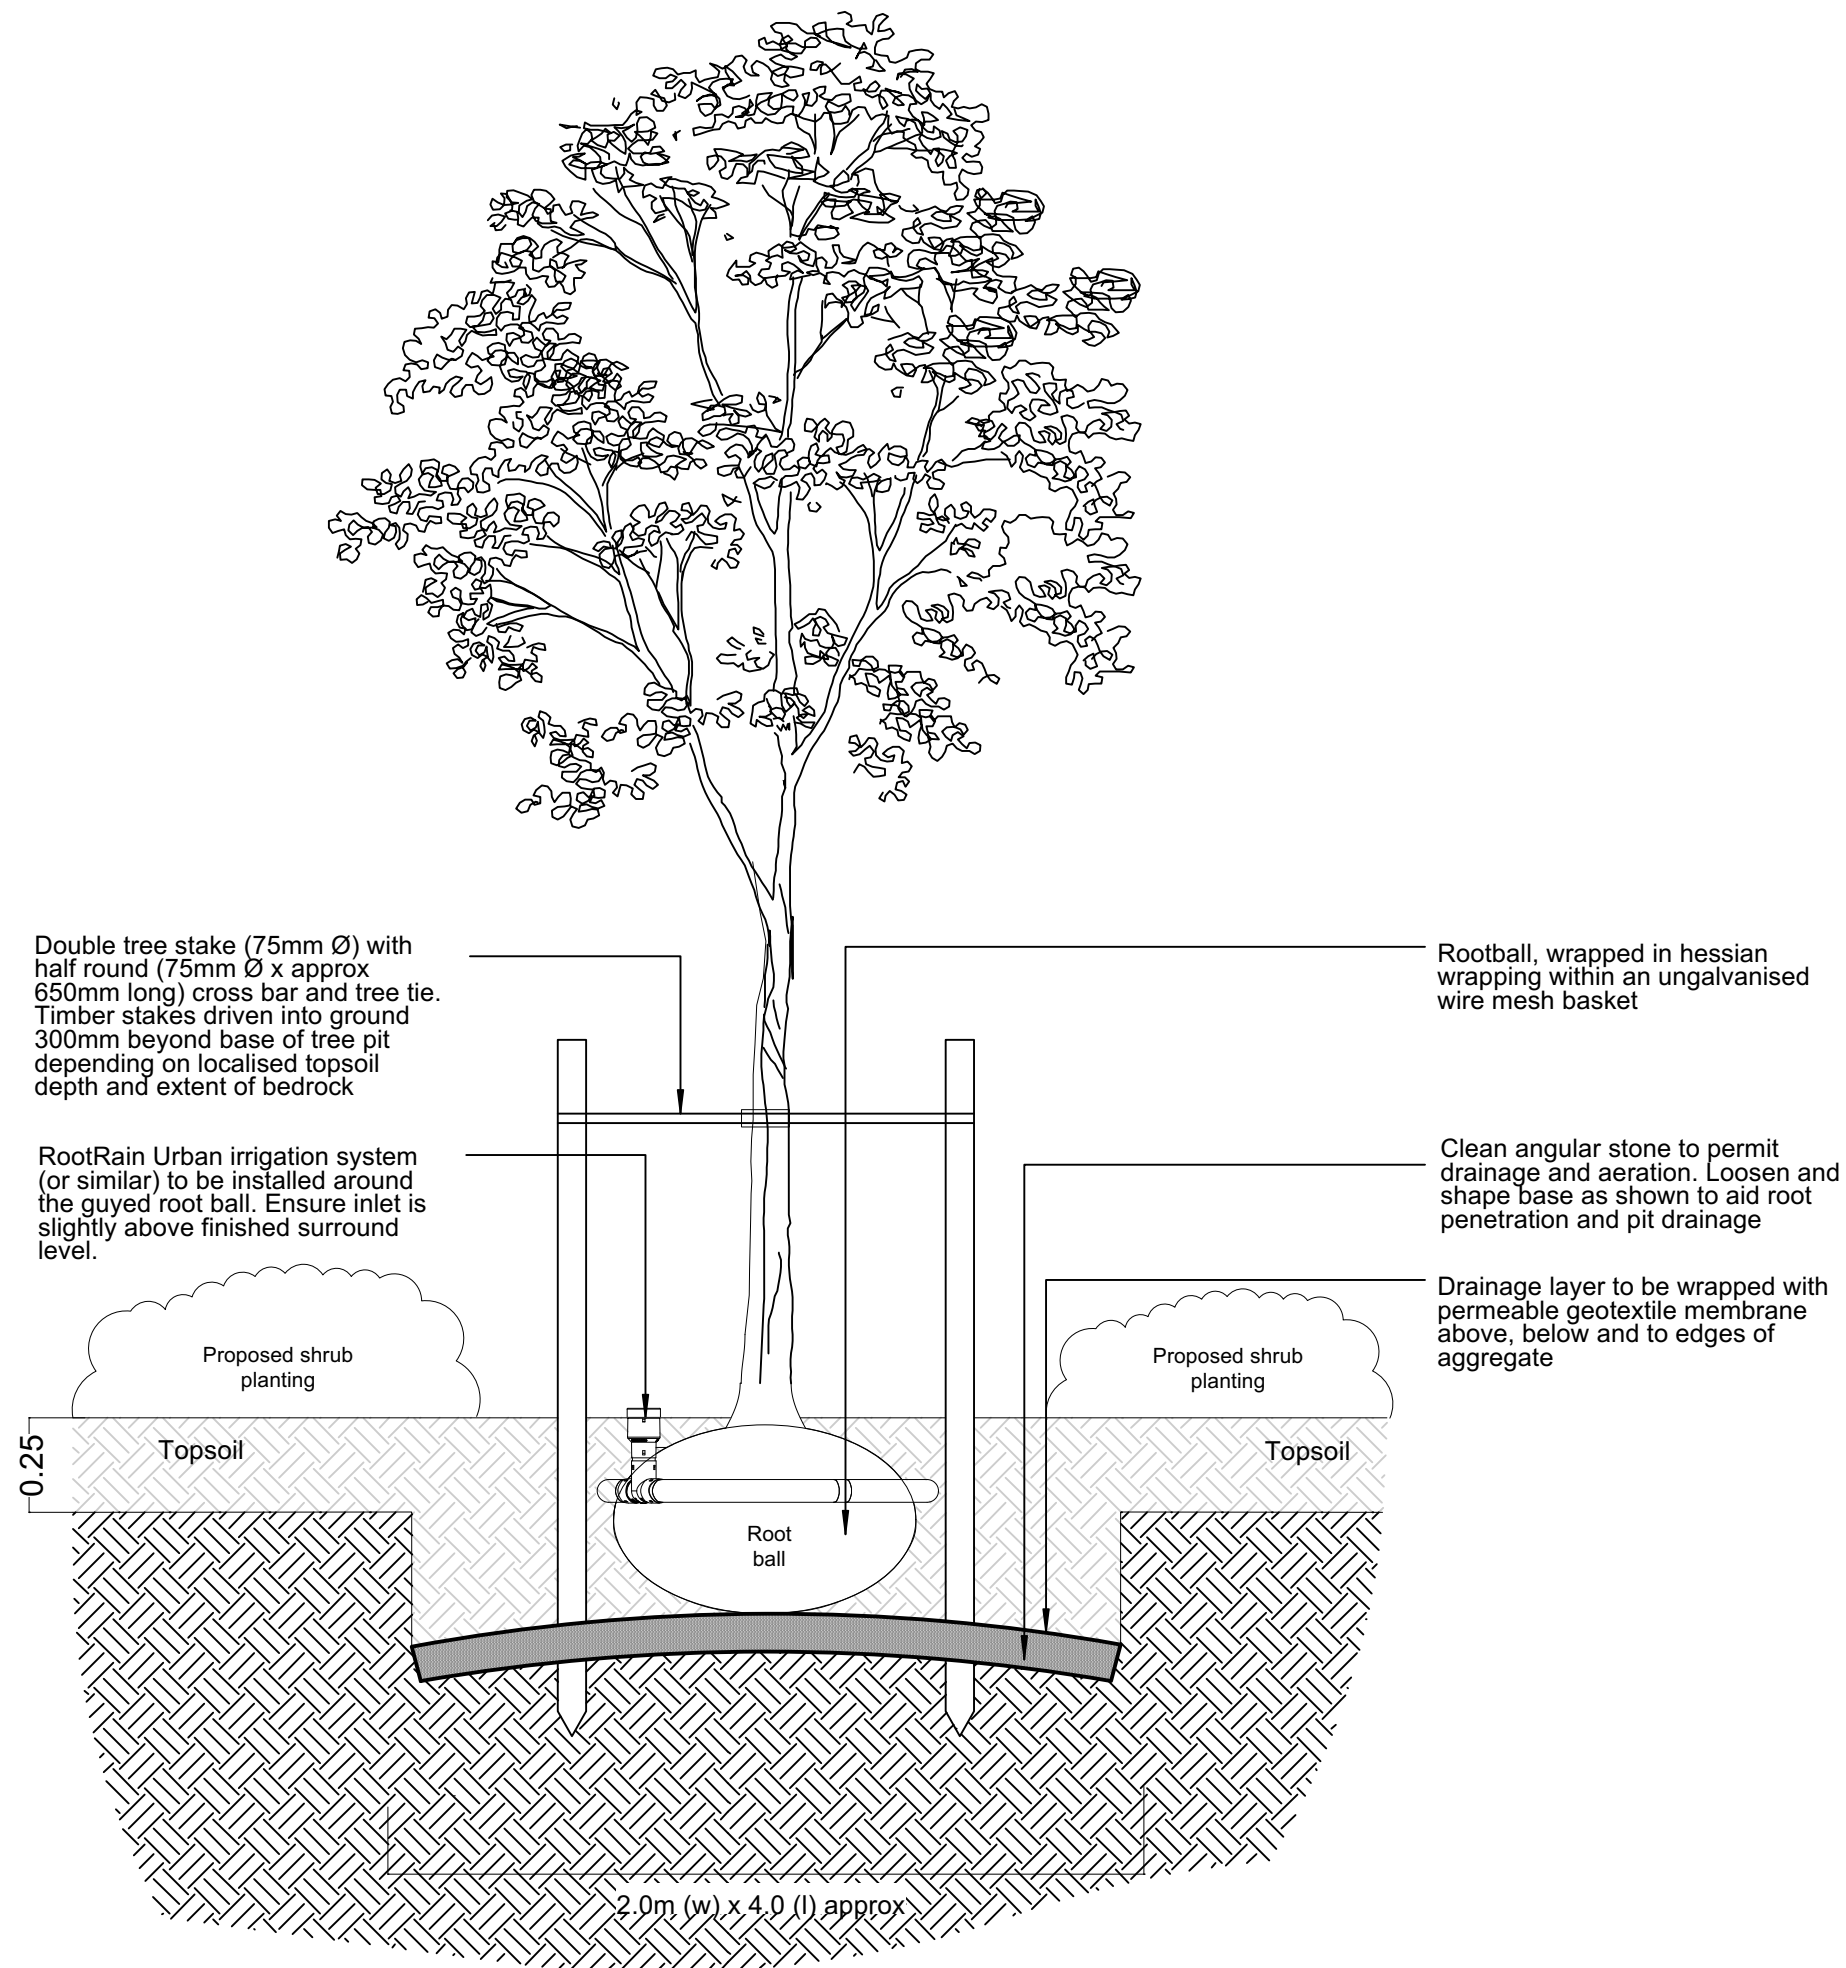 Double tree stake (75mm Ø) with
half round (75mm Ø x approx
650mm long) cross bar and tree tie.
Timber stakes driven into ground
300mm beyond base of tree pit
depending on localised topsoil
depth and extent of bedrock
RootRain Urban irrigation system
(or similar) to be installed around
the guyed root ball. Ensure inlet is
slightly above finished surround
level.
Rootball, wrapped in hessian
wrapping within an ungalvanised
wire mesh basket
Clean angular stone to permit
drainage and aeration. Loosen and
shape base as shown to aid root
penetration and pit drainage
Drainage layer to be wrapped with
permeable geotextile membrane
above, below and to edges of
aggregate
Proposed shrub
planting
Proposed shrub
planting
0.25
Topsoil
Topsoil
Root
ball
2.0m (w) x 4.0 (l) approx